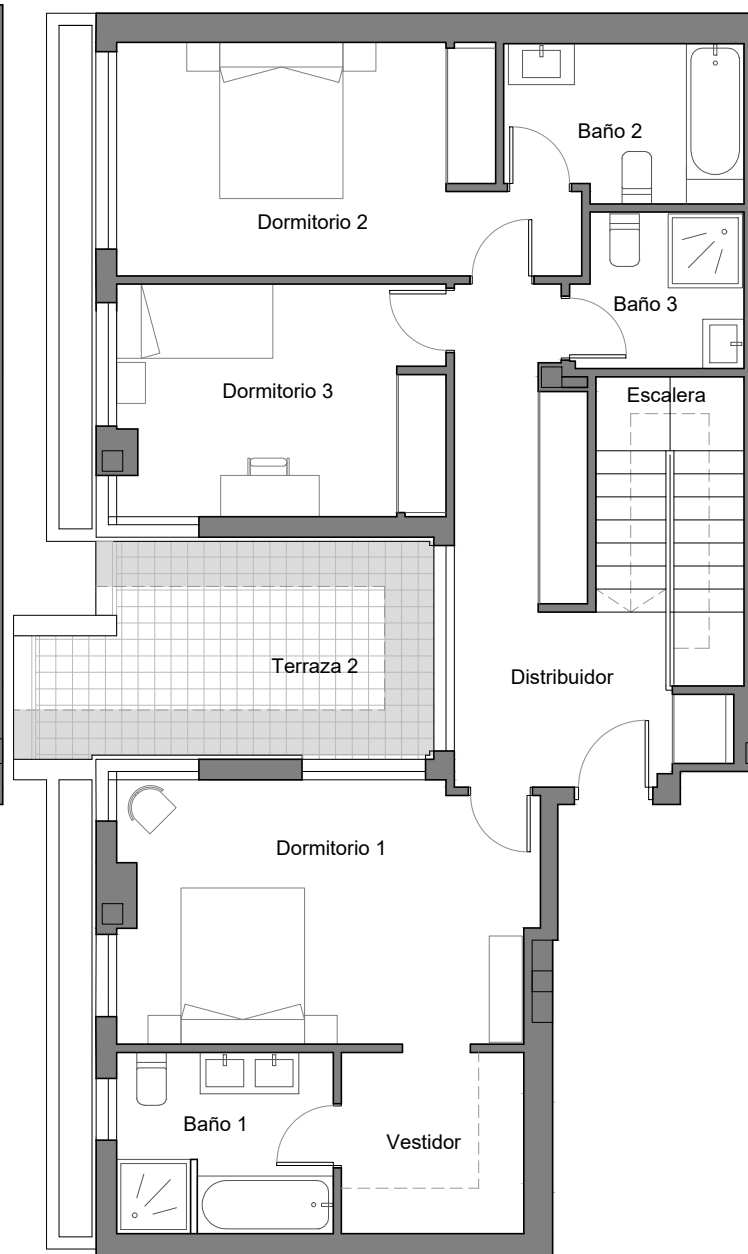 Baño 2
Dormitorio 2
Baño 3
Dormitorio 3
Escalera
Terraza 2
Distribuidor
Dormitorio 1
Baño 1
Vestidor